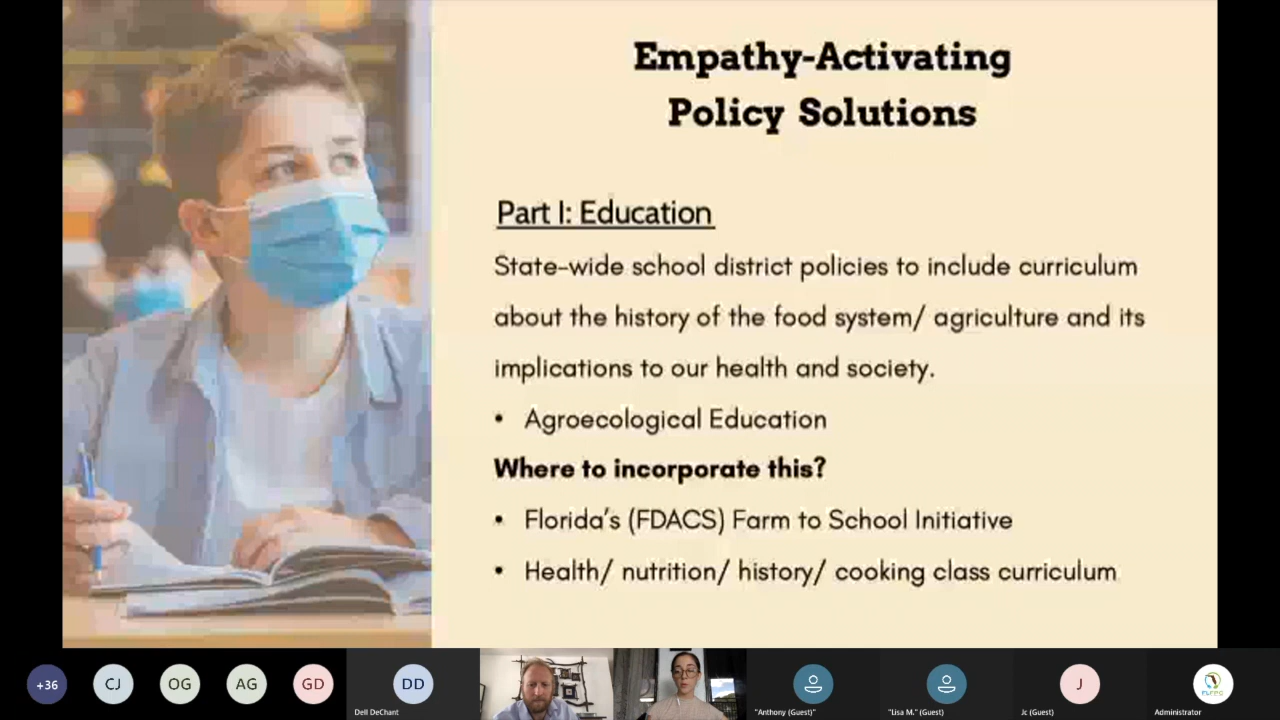 Empathy-Activating
Policy Solutions
Part I: Education
State-wide school district policies to include curriculum
about the history of the food system/ agriculture and its
implications to our health and society.
• Agroecological Education
Where to incorporate this?
• Florida's (FDACS) Farm to School Initiative
• Health/ nutrition/ history/ cooking class curriculum
+36
CJ
OG
AG
GD
DD
J
FLFPC
Dell DeChant
"Anthony (Guest)"
"Lisa M." (Guest)
Jc (Guest)
Administrator